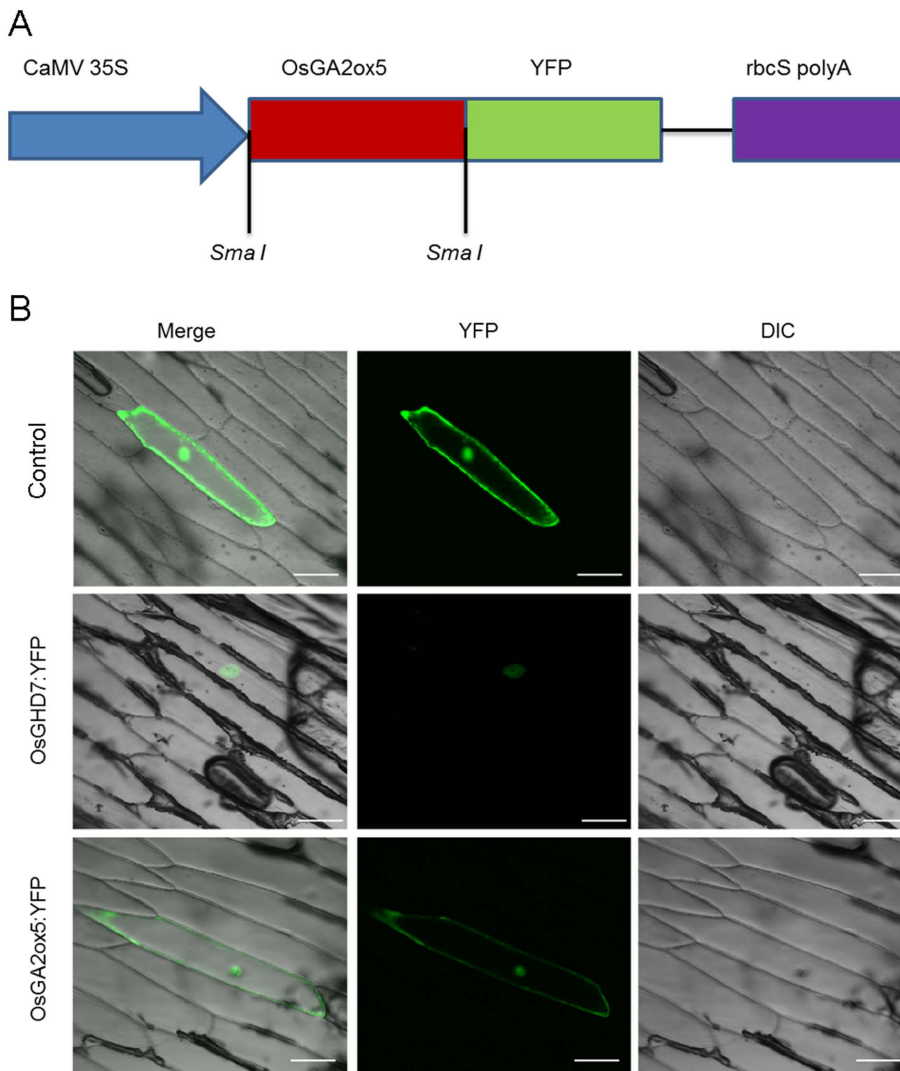 A
CaMV 35S OsGA2ox5 YFP rbcS polyA
Sma I Sma I
B
Merge YFP DIC
Control
OsGHD7:YFP
OsGA2ox5:YFP